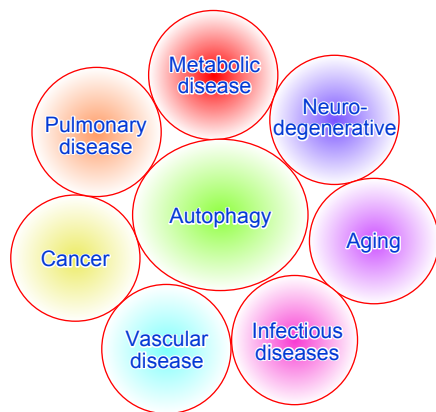 Metabolic
disease
Neuro-
degenerative
Pulmonary
disease
Autophagy
Aging
Cancer
Infectious
diseases
Vascular
disease